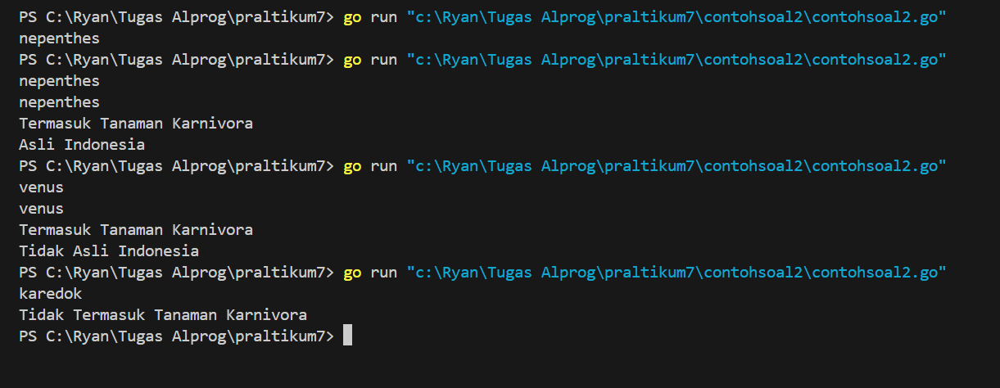 PS C:\Ryan\Tugas Alprog\praltikum7> go run "c:\Ryan\Tugas Alprog\praltikum7\contohsoal2\contohsoal2.go"
nepenthes
PS C:\Ryan\Tugas Alprog\praltikum7> go run "c:\Ryan\Tugas Alprog\praltikum7\contohsoal2\contohsoal2.go"
nepenthes
nepenthes
Termasuk Tanaman Karnivora
Asli Indonesia
PS C:\Ryan\Tugas Alprog\praltikum7> go run "c:\Ryan\Tugas Alprog\praltikum7\contohsoal2\contohsoal2.go"
venus
venus
Termasuk Tanaman Karnivora
Tidak Asli Indonesia
PS C:\Ryan\Tugas Alprog\praltikum7> go run "c:\Ryan\Tugas Alprog\praltikum7\contohsoal2\contohsoal2.go"
karedok
Tidak Termasuk Tanaman Karnivora
PS C:\Ryan\Tugas Alprog\praltikum7>